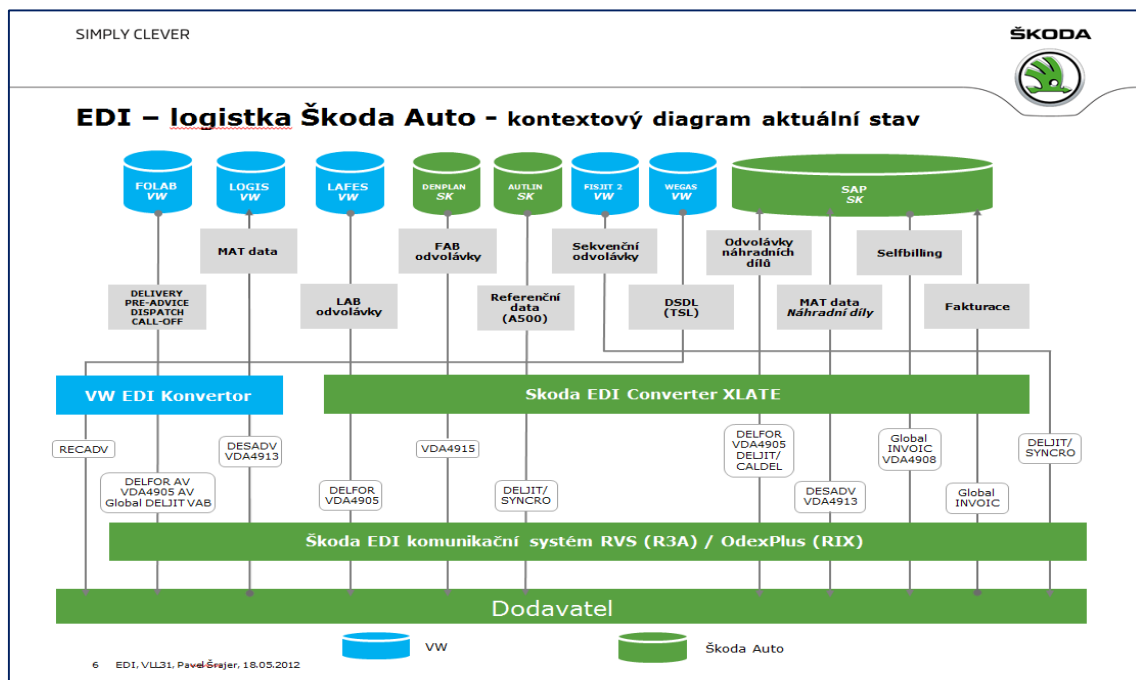 SIMPLY CLEVER
ŠKODA
EDI – logistka Škoda Auto - kontextový diagram aktuální stav
FOLAB
VW
LOGIS
VW
LAFES
VW
DENPLAN
SK
AUTLIN
SK
FISJIT 2
VW
WEGAS
VW
SAP
SK
MAT data
FAB
odvolávky
Sekvenční
odvolávky
Odvolávky
náhradních
dílů
Selfbilling
DELIVERY
PRE-ADVICE
DISPATCH
CALL-OFF
LAB
odvolávky
Referenční
data
(A500)
DSDL
(TSL)
MAT data
Náhradní díly
Fakturace
VW EDI Konvertor
Skoda EDI Converter XLATE
RECADV
DESADV
VDA4913
VDA4915
DELFOR
VDA4905
DELJIT/
CALDEL
Global
INVOIC
VDA4908
DELJIT/
SYNCRO
DELFOR AV
VDA4905 AV
Global DELJIT VAB
DELFOR
VDA4905
DELJIT/
SYNCRO
DESADV
VDA4913
Global
INVOIC
Škoda EDI komunikační systém RVS (R3A) / OdexPlus (RIX)
Dodavatel
VW
Škoda Auto
6 EDI, VLL31, Pavel Šrajer, 18.05.2012